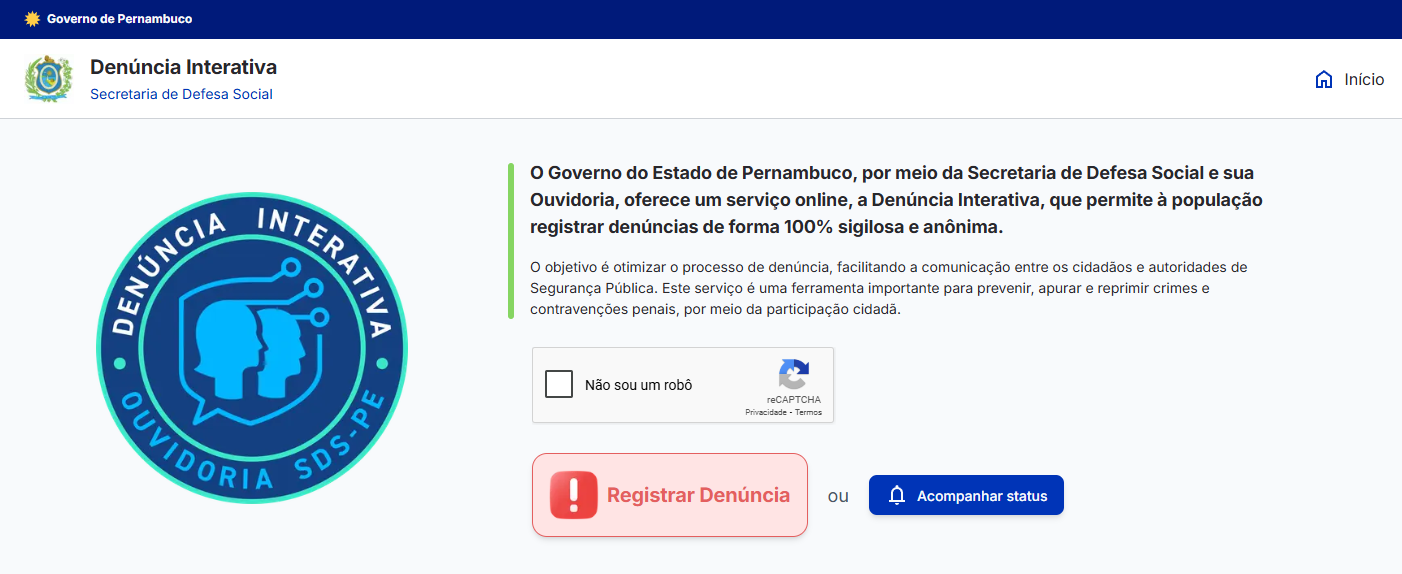 Governo de Pernambuco
Denúncia Interativa
Secretaria de Defesa Social
Início
DENÚNCIA INTERATIVA
OUVIDORIA SDS-PE
O Governo do Estado de Pernambuco, por meio da Secretaria de Defesa Social e sua
Ouvidoria, oferece um serviço online, a Denúncia Interativa, que permite à população
registrar denúncias de forma 100% sigilosa e anônima.
O objetivo é otimizar o processo de denúncia, facilitando a comunicação entre os cidadãos e autoridades de
Segurança Pública. Este serviço é uma ferramenta importante para prevenir, apurar e reprimir crimes e
contravenções penais, por meio da participação cidadã.
Não sou um robô
reCAPTCHA
Privacidade - Termos
Registrar Denúncia
ou
Acompanhar status